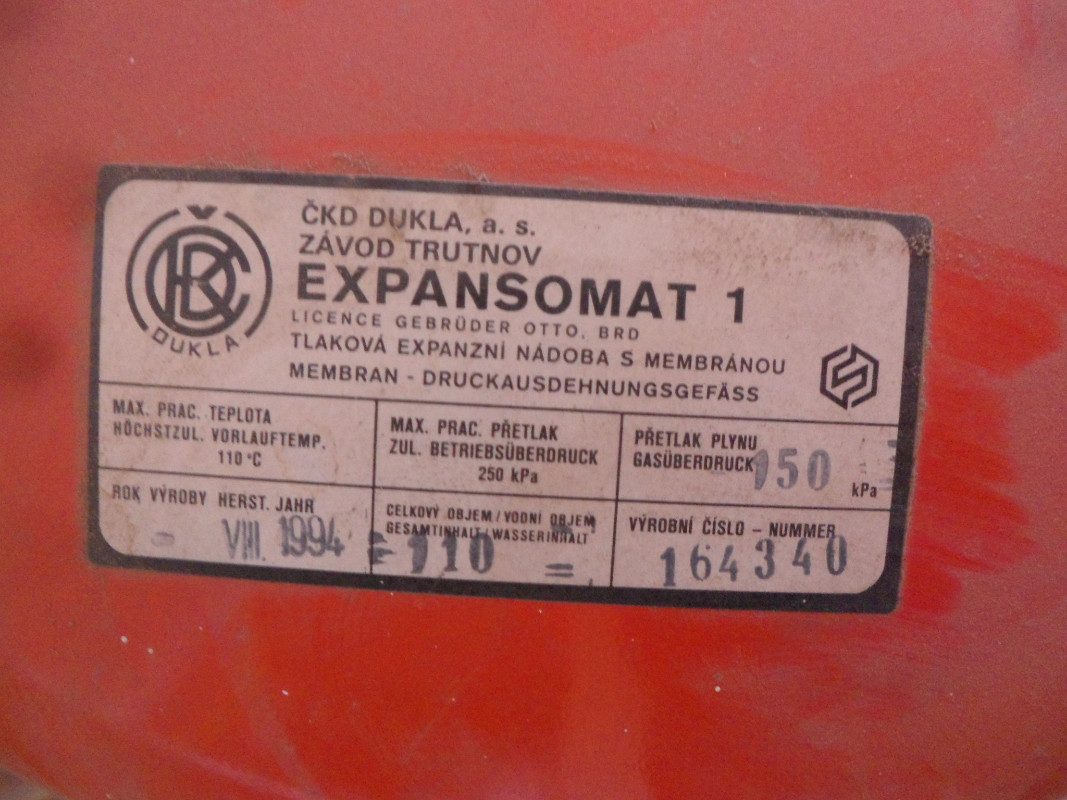 ČKD DUKLA, a. s.
ZÁVOD TRUTNOV
EXPANSOMAT 1
LICENCE GEBRÜDER OTTO, BRD
TLAKOVÁ EXPANZNÍ NÁDOBA S MEMBRÁNOU
MEMBRAN - DRUCKAUSDEHNUNGSGEFÄSS
ČKD
DUKLA
MAX. PRAC. TEPLOTA
HÖCHSTZUL. VORLAUFTEMP.
110 °C
MAX. PRAC. PŘETLAK
ZUL. BETRIEBSÜBERDRUCK
250 kPa
PŘETLAK PLYNU
GASÜBERDRUCK 150 kPa
ROK VÝROBY HERST. JAHR
- VIII. 1994
CELKOVÝ OBJEM / VODNÍ OBJEM
GESAMTINHALT / WASSERINHALT
= 110 =
VÝROBNÍ ČÍSLO - NUMMER
164340